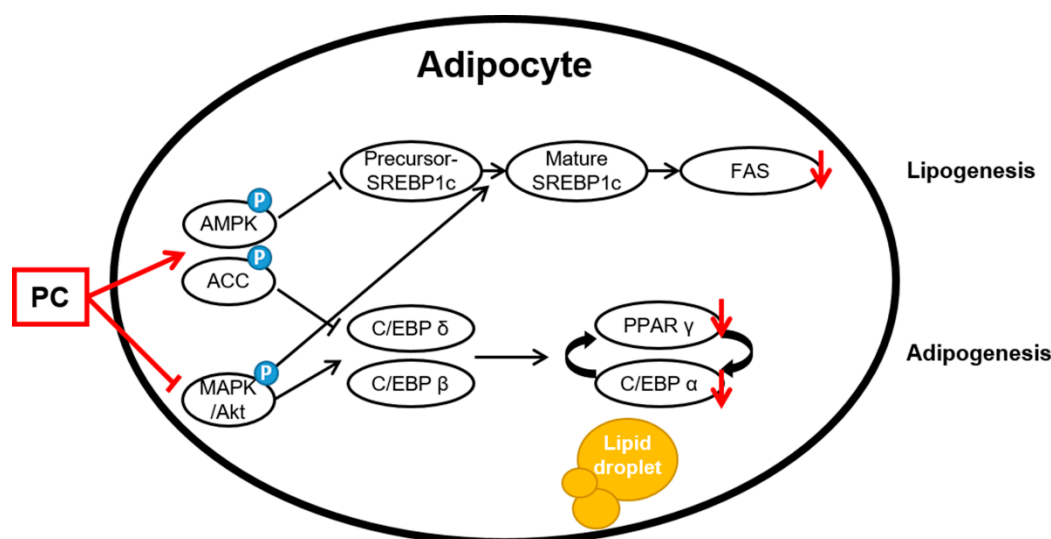 Adipocyte
Precursor-
SREBP1c
Mature
SREBP1c
FAS
Lipogenesis
P
AMPK
P
ACC
PC
C/EBP δ
PPAR γ
Adipogenesis
P
MAPK
/Akt
C/EBP β
C/EBP α
Lipid
droplet